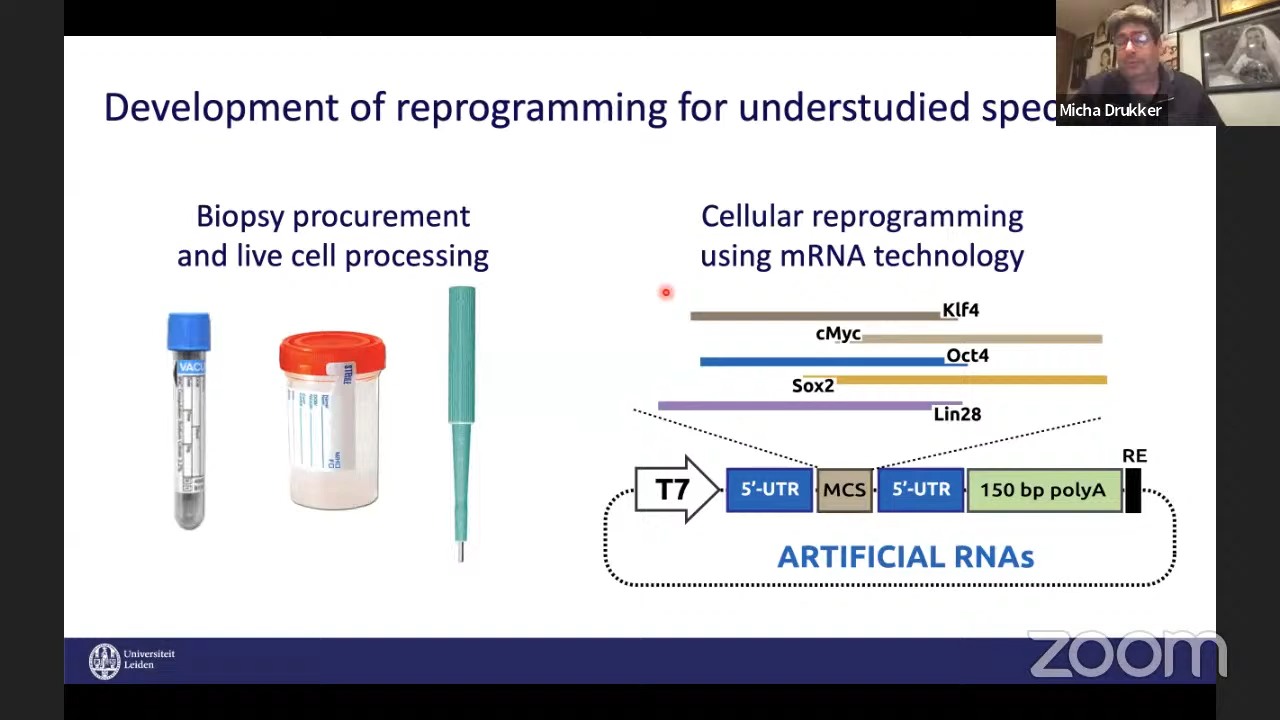 Development of reprogramming for understudied spec
Micha Drukker
Biopsy procurement
and live cell processing
Cellular reprogramming
using mRNA technology
VACU
Klf4
cMyc
Oct4
Sox2
Lin28
RE
T7
5'-UTR
MCS
5'-UTR
150 bp polyA
ARTIFICIAL RNAs
Universiteit
Leiden
zoom